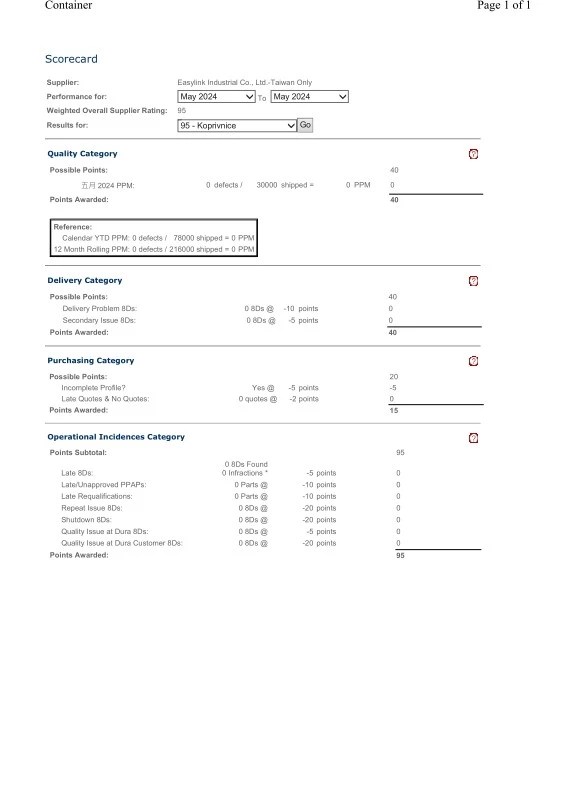 Container Page 1 of 1
Scorecard
Supplier: Easylink Industrial Co., Ltd.-Taiwan Only
Performance for: May 2024 To May 2024
Weighted Overall Supplier Rating: 95
Results for: 95 - Koprivnice Go
Quality Category
Possible Points: 40
五月 2024 PPM: 0 defects / 30000 shipped = 0 PPM 0
Points Awarded: 40
Reference:
Calendar YTD PPM: 0 defects / 78000 shipped = 0 PPM
12 Month Rolling PPM: 0 defects / 216000 shipped = 0 PPM
Delivery Category
Possible Points: 40
Delivery Problem 8Ds: 0 8Ds @ -10 points 0
Secondary Issue 8Ds: 0 8Ds @ -5 points 0
Points Awarded: 40
Purchasing Category
Possible Points: 20
Incomplete Profile? Yes @ -5 points -5
Late Quotes & No Quotes: 0 quotes @ -2 points 0
Points Awarded: 15
Operational Incidences Category
Points Subtotal: 95
0 8Ds Found
Late 8Ds: 0 Infractions * -5 points 0
Late/Unapproved PPAPs: 0 Parts @ -10 points 0
Late Requalifications: 0 Parts @ -10 points 0
Repeat Issue 8Ds: 0 8Ds @ -20 points 0
Shutdown 8Ds: 0 8Ds @ -20 points 0
Quality Issue at Dura 8Ds: 0 8Ds @ -5 points 0
Quality Issue at Dura Customer 8Ds: 0 8Ds @ -20 points 0
Points Awarded: 95